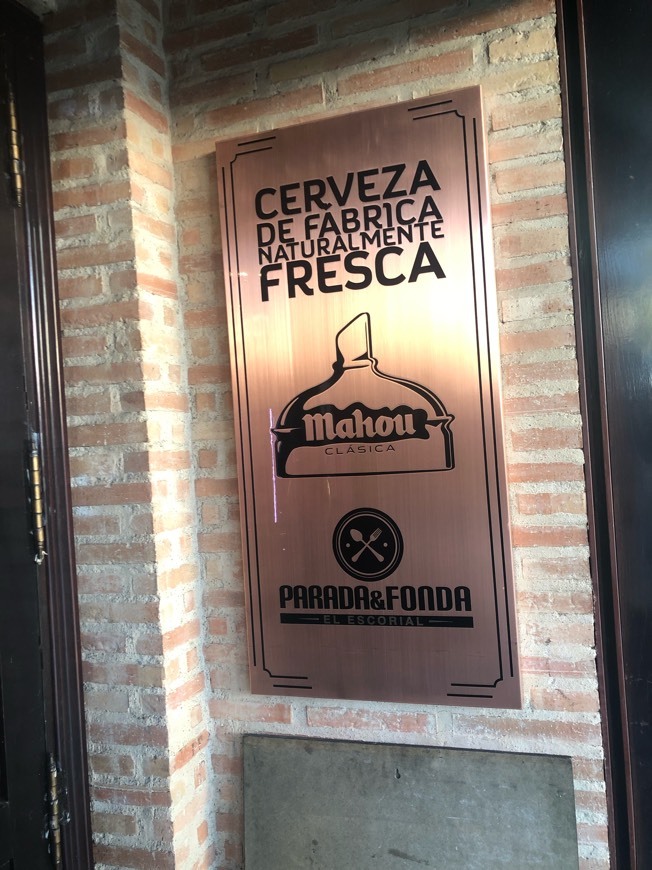 CERVEZA
DE FÁBRICA
NATURALMENTE
FRESCA
Mahou
CLÁSICA
PARADA&FONDA
EL ESCORIAL